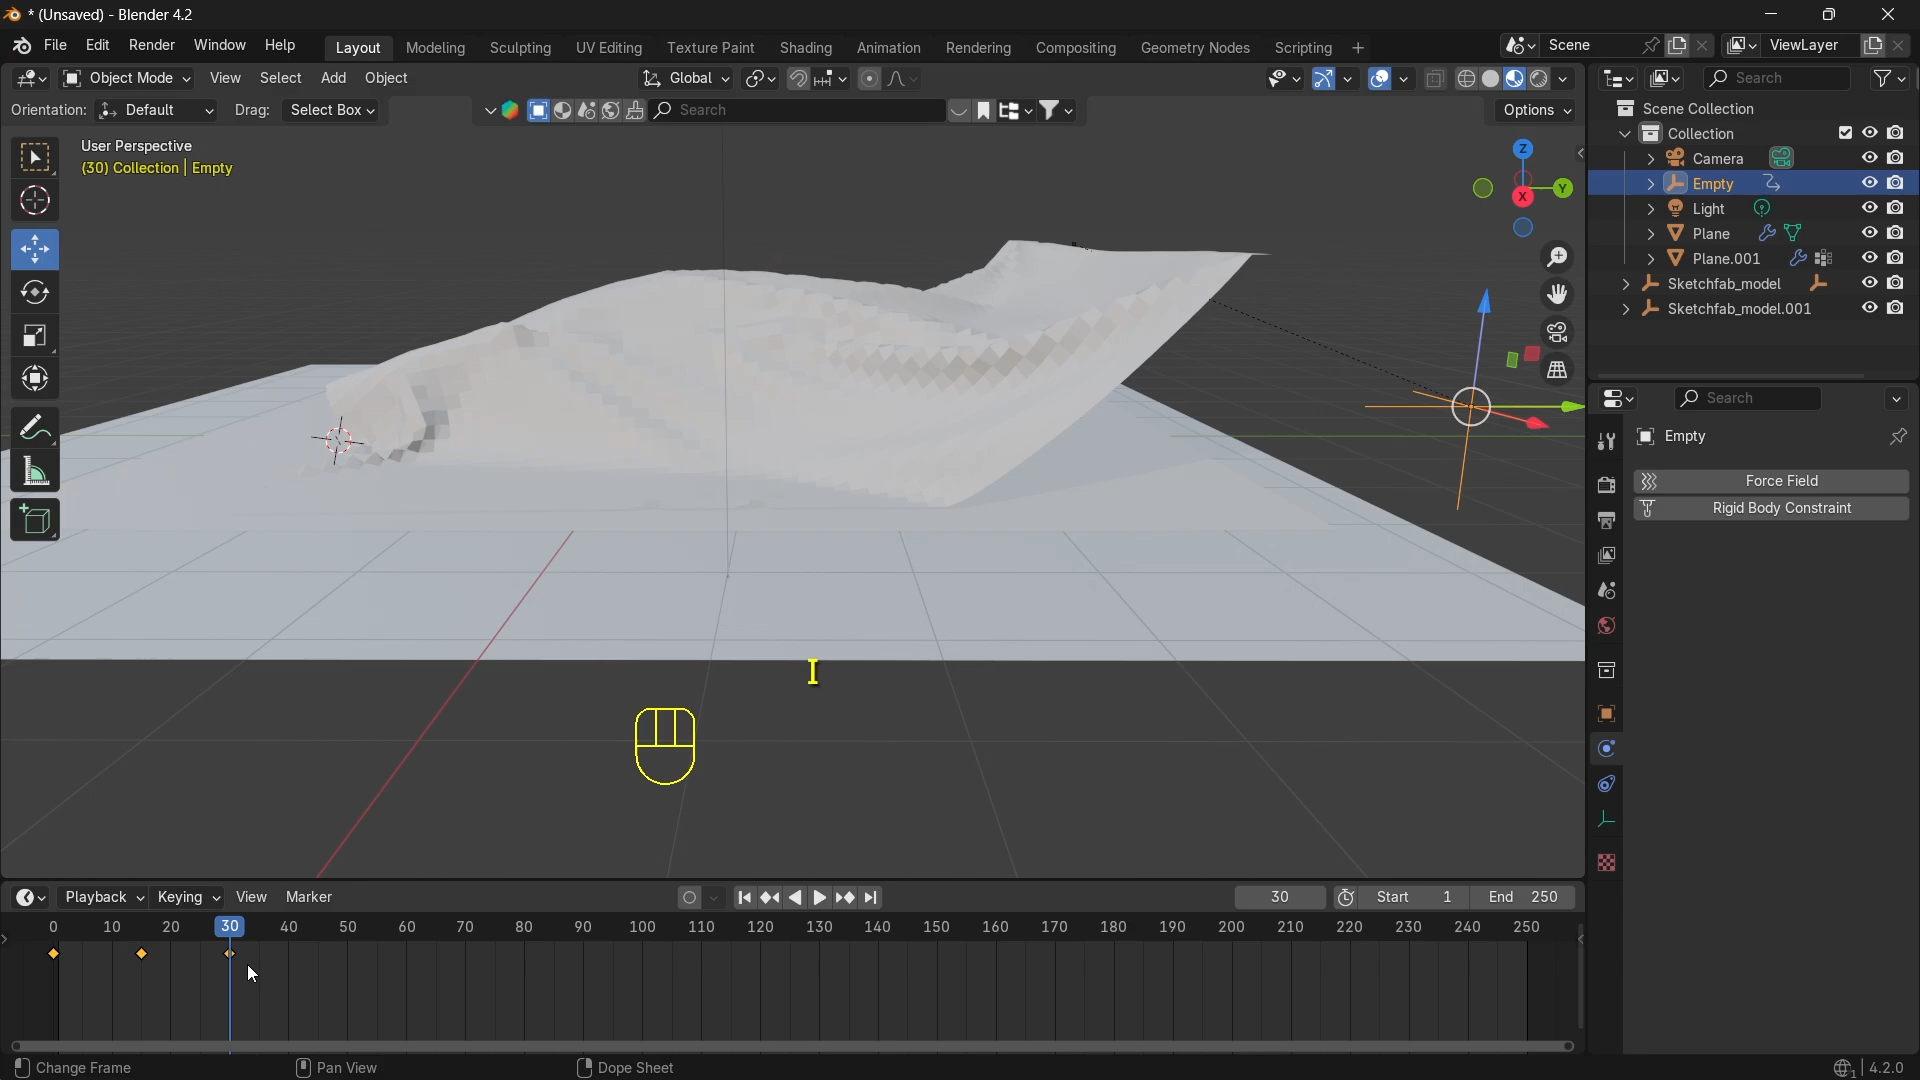 * (Unsaved) - Blender 4.2
File Edit Render Window Help Layout Modeling Sculpting UV Editing Texture Paint Shading Animation Rendering Compositing Geometry Nodes Scripting + Scene ViewLayer
Object Mode View Select Add Object Global Search
Orientation: Default Drag: Select Box Search Options
User Perspective
(30) Collection | Empty
Z
Y
X
Scene Collection
Collection
Camera
Empty
Light
Plane
Plane.001
Sketchfab_model
Sketchfab_model.001
Search
Empty
Force Field
Rigid Body Constraint
I
Playback Keying View Marker 30 Start 1 End 250
0 10 20 30 40 50 60 70 80 90 100 110 120 130 140 150 160 170 180 190 200 210 220 230 240 250
Change Frame Pan View Dope Sheet 4.2.0